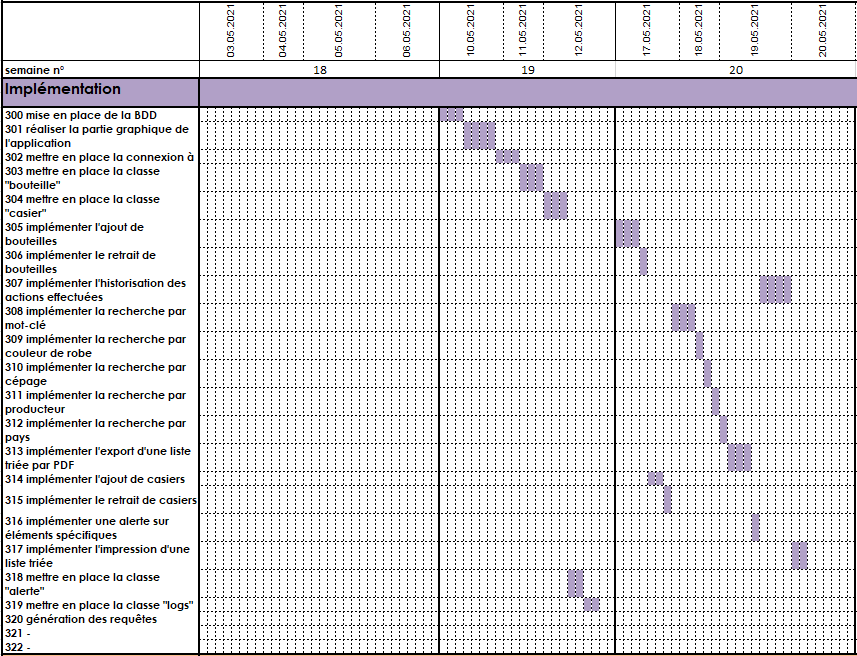 03.05.2021
04.05.2021
05.05.2021
06.05.2021
10.05.2021
11.05.2021
12.05.2021
17.05.2021
18.05.2021
19.05.2021
20.05.2021
semaine n° 18 19 20
Implémentation
300 mise en place de la BDD
301 réaliser la partie graphique de
l'application
302 mettre en place la connexion à
303 mettre en place la classe
"bouteille"
304 mettre en place la classe
"casier"
305 implémenter l'ajout de
bouteilles
306 implémenter le retrait de
bouteilles
307 implémenter l'historisation des
actions effectuées
308 implémenter la recherche par
mot-clé
309 implémenter la recherche par
couleur de robe
310 implémenter la recherche par
cépage
311 implémenter la recherche par
producteur
312 implémenter la recherche par
pays
313 implémenter l'export d'une liste
triée par PDF
314 implémenter l'ajout de casiers
315 implémenter le retrait de casiers
316 implémenter une alerte sur
éléments spécifiques
317 implémenter l'impression d'une
liste triée
318 mettre en place la classe
"alerte"
319 mettre en place la classe "logs"
320 génération des requêtes
321 -
322 -